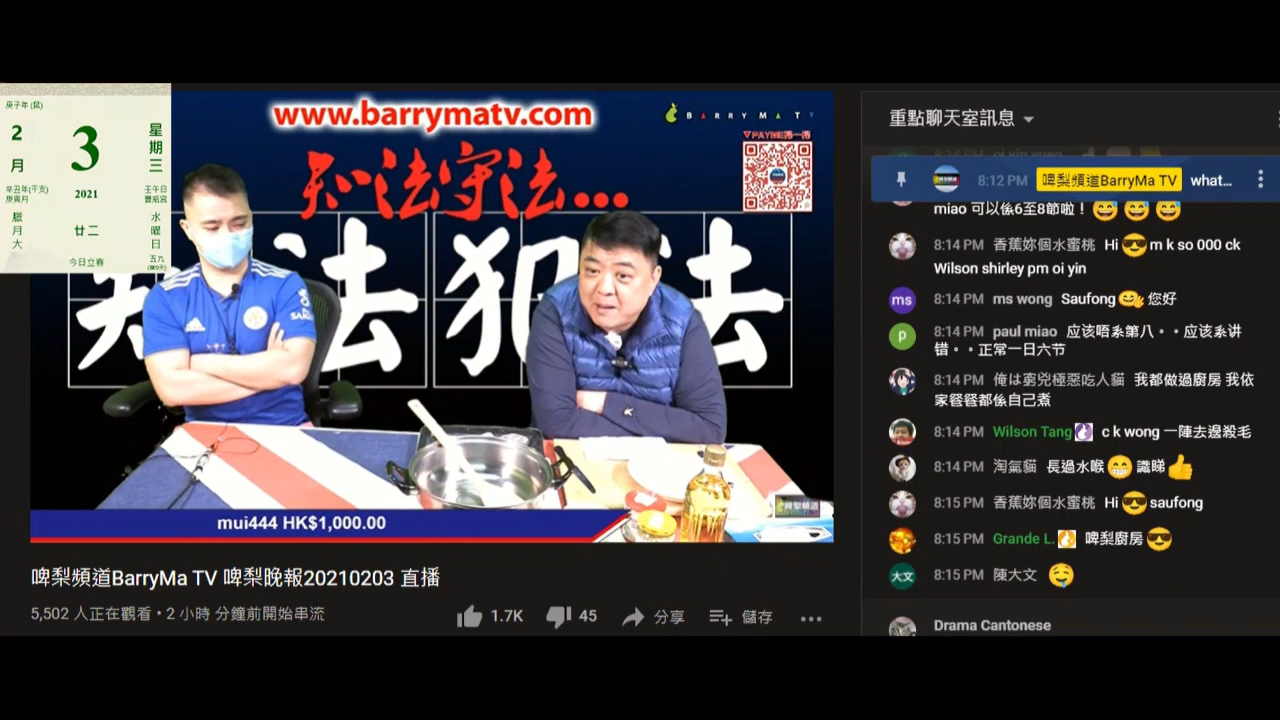 庚子年(鼠)
2
月
3
2021
星
期
三
辛丑年(干支)
庚寅月
臘
月
大
廿二
今日立春
壬午日
寶瓶宮
水
曜
日
五九
www.barrymatv.com
BARRYMATV
知法守法...
知法犯法
mui444 HK$1,000.00
啤梨頻道BarryMa TV 啤梨晚報20210203 直播
5,502 人正在觀看 • 2 小時 分鐘前開始串流
1.7K
45
分享
儲存
重點聊天室訊息
8:12 PM 啤梨頻道BarryMa TV what...
miao 可以係6至8節啦！😅😅😅
8:14 PM 香蕉妳個水蜜桃 Hi 😎 m k so 000 ck
Wilson shirley pm oi yin
ms
8:14 PM ms wong Saufong 您好
p
8:14 PM paul miao 应该唔系第八。。应该系讲
错。。正常一日六节
8:14 PM 俺は窮兇極惡吃人貓 我都做過廚房 我依
家餐餐都係自己煮
8:14 PM Wilson Tang c k wong 一陣去邊殺毛
8:14 PM 淘氣貓 長過水喉 😁 識睇 👍
8:15 PM 香蕉妳個水蜜桃 Hi 😎 saufong
8:15 PM Grande L. 啤梨廚房 😎
大文
8:15 PM 陳大文 🤤
Drama Cantonese